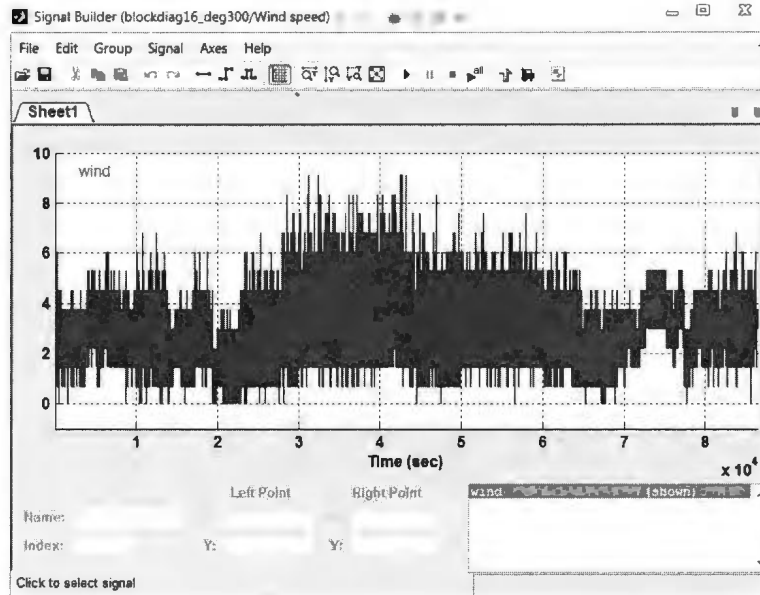 Signal Builder (blockdiag16_deg300/Wind speed)
File Edit Group Signal Axes Help
all
Sheet1
wind
10
8
6
4
2
0
1 2 3 4 5 6 7 8
Time (sec)
x 10^4
Left Point Right Point
Name:
Index: Y: Y:
wind (shown)
Click to select signal